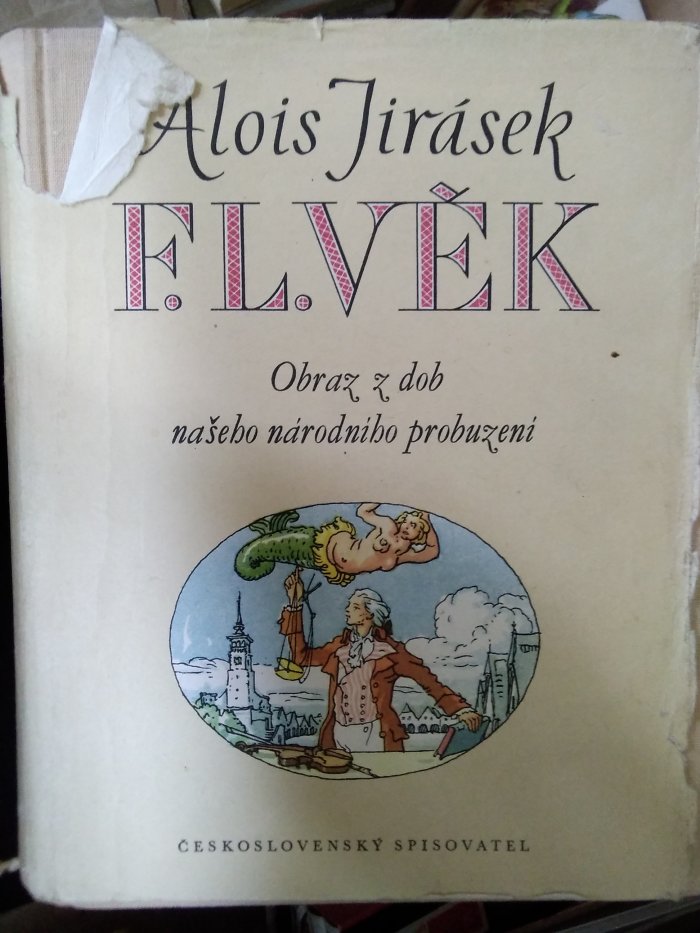 Alois Jirásek
F. L. VĚK
Obraz z dob
našeho národního probuzení
ČESKOSLOVENSKÝ SPISOVATEL